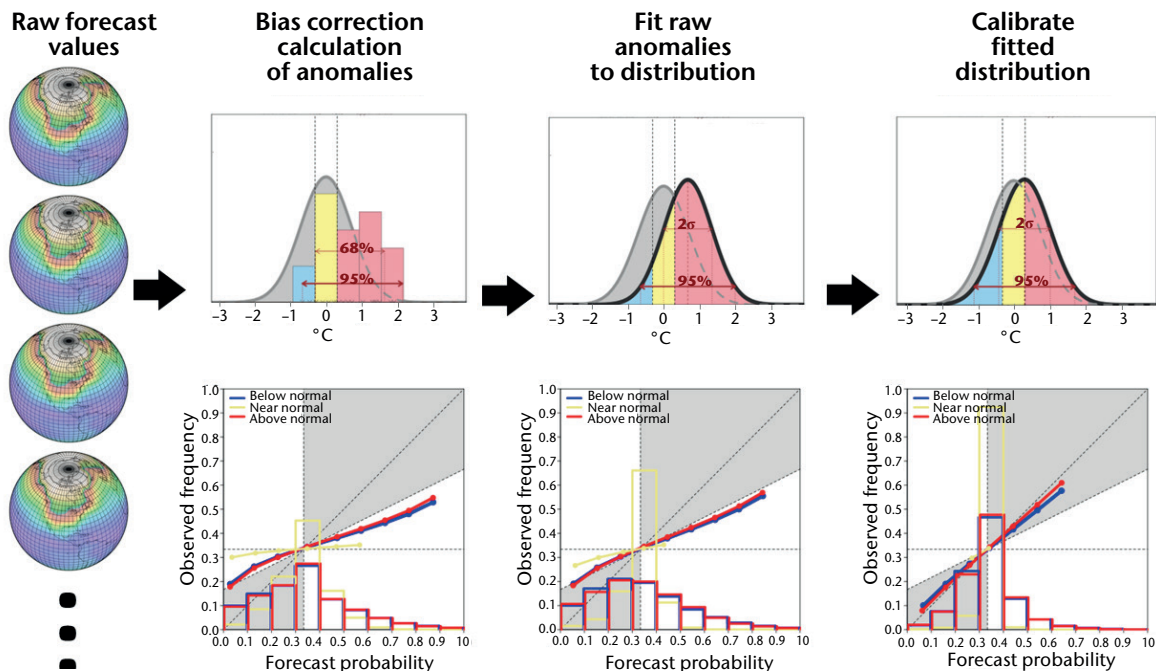 Raw forecast
values
Bias correction
calculation
of anomalies
Fit raw
anomalies
to distribution
Calibrate
fitted
distribution
68%
95%
–3 –2 –1 0 1 2 3
°C
2σ
95%
–3 –2 –1 0 1 2 3
°C
2σ
95%
–3 –2 –1 0 1 2 3
°C
Observed frequency
1.0
0.9
0.8
0.7
0.6
0.5
0.4
0.3
0.2
0.1
0.0
Below normal
Near normal
Above normal
0.0 0.1 0.2 0.3 0.4 0.5 0.6 0.7 0.8 0.9 10
Forecast probability
Observed frequency
1.0
0.9
0.8
0.7
0.6
0.5
0.4
0.3
0.2
0.1
0.0
Below normal
Near normal
Above normal
0.0 0.1 0.2 0.3 0.4 0.5 0.6 0.7 0.8 0.9 10
Forecast probability
Observed frequency
1.0
0.9
0.8
0.7
0.6
0.5
0.4
0.3
0.2
0.1
0.0
Below normal
Near normal
Above normal
0.0 0.1 0.2 0.3 0.4 0.5 0.6 0.7 0.8 0.9 10
Forecast probability